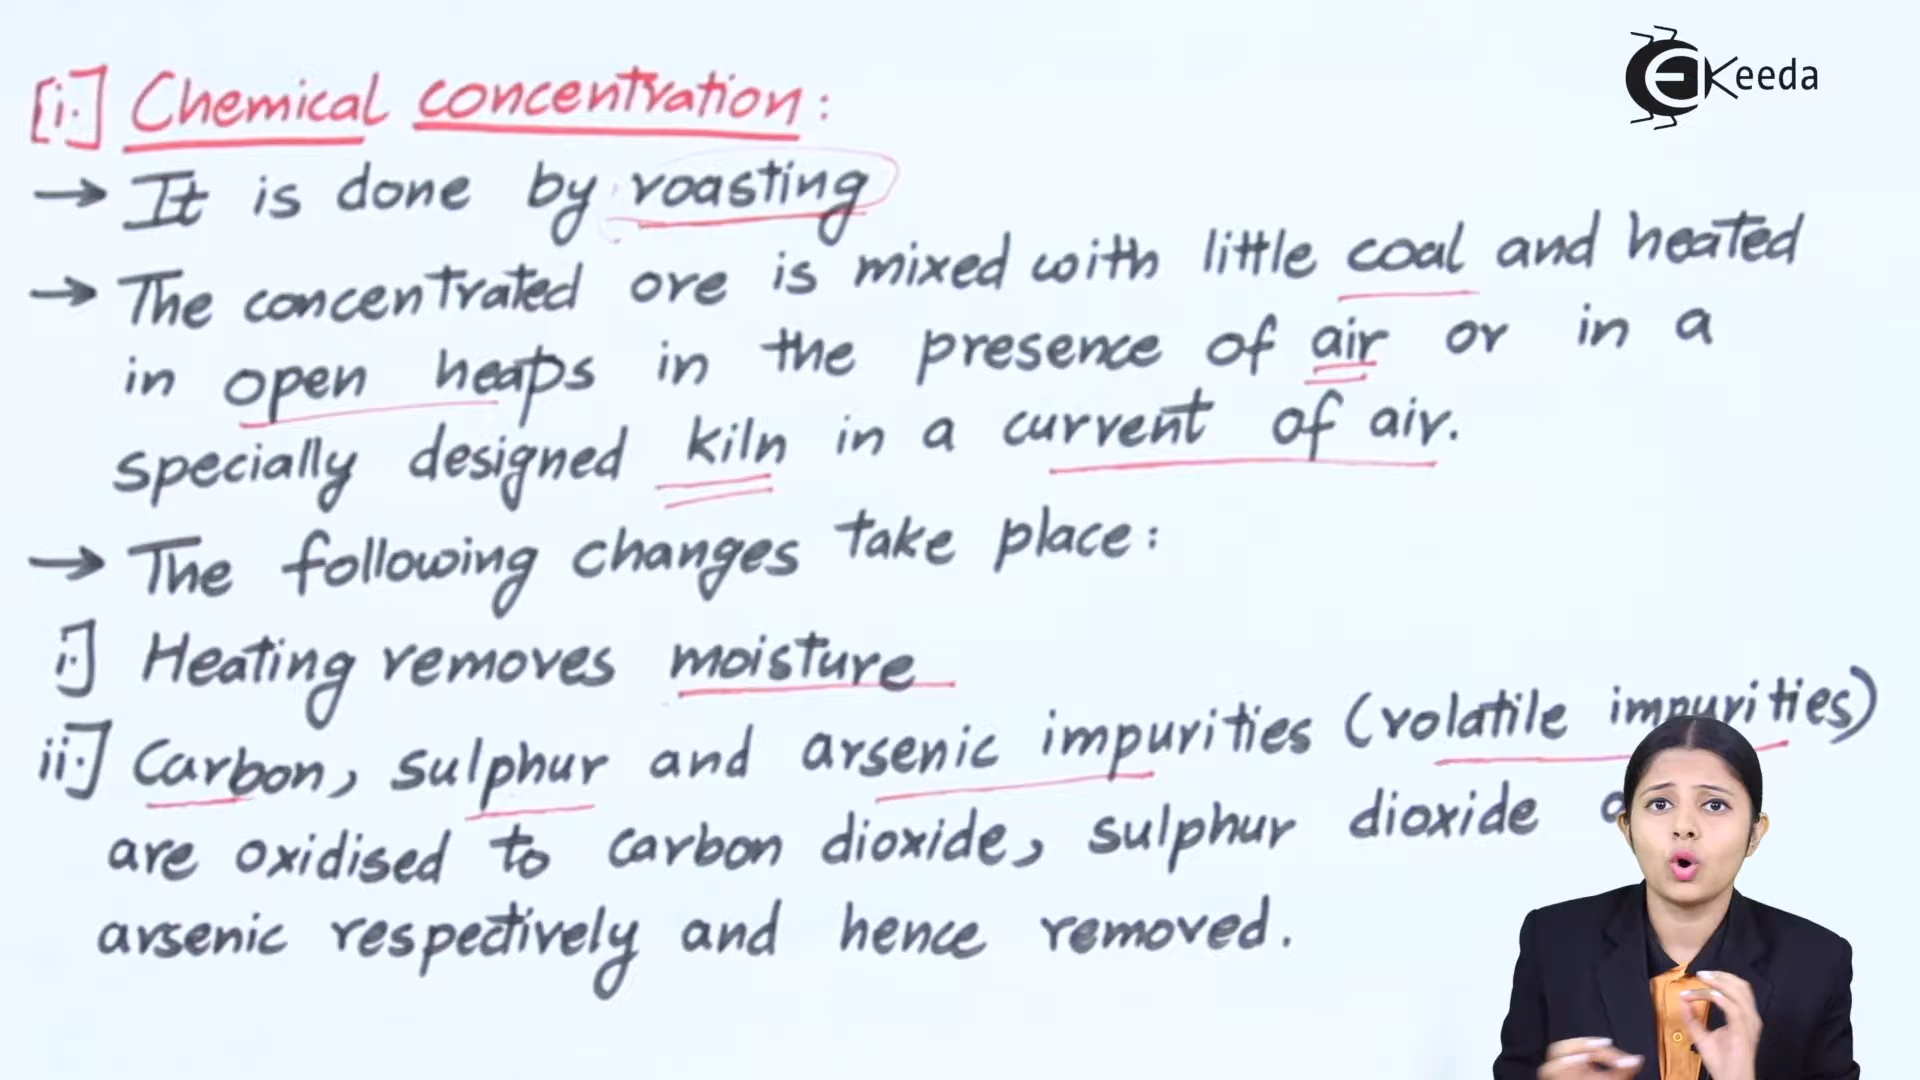 EKeeda
[i.] Chemical concentration:
→ It is done by roasting
→ The concentrated ore is mixed with little coal and heated
in open heaps in the presence of air or in a
specially designed kiln in a current of air.
→ The following changes take place:
i.] Heating removes moisture
ii.] Carbon, sulphur and arsenic impurities (volatile impurities)
are oxidised to carbon dioxide, sulphur dioxide
arsenic respectively and hence removed.